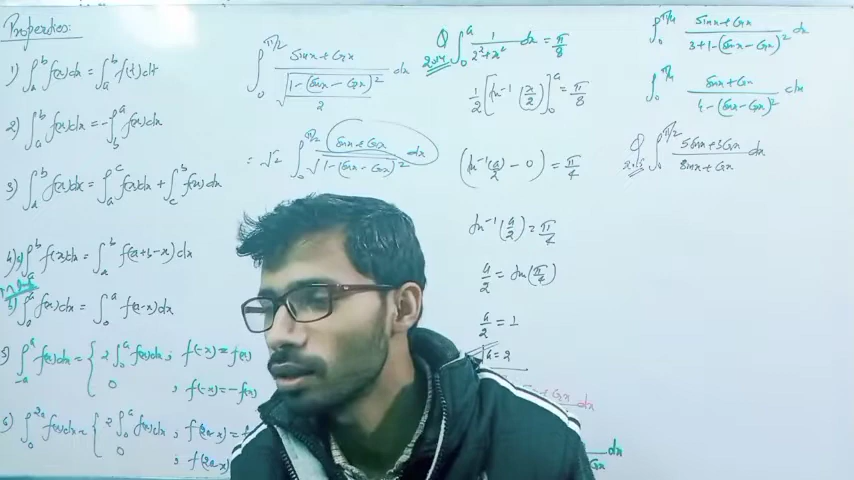 Properties:
1) ∫_a^b f(x)dx = ∫_a^b f(t)dt
2) ∫_a^b f(x)dx = -∫_b^a f(x)dx
3) ∫_a^b f(x)dx = ∫_a^c f(x)dx + ∫_c^b f(x)dx
4) a) ∫_a^b f(x)dx = ∫_a^b f(a+b-x)dx
b) ∫_0^a f(x)dx = ∫_0^a f(a-x)dx
5) ∫_{-a}^a f(x)dx = { 2∫_0^a f(x)dx ; f(-x) = f(x)
0 ; f(-x) = -f(x)
6) ∫_0^{2a} f(x)dx = { 2∫_0^a f(x)dx ; f(2a-x) = f
0 ; f(2a-x)
∫_0^{π/2} (Sinx + Cosx)/√((1-(Sinx - Cosx)²)/2) dx
= √2 ∫_0^{π/2} (Sinx + Cosx)/√(1-(Sinx - Cosx)²) dx
Q 2014 ∫_0^a 1/(2²+x²) dx = π/8
1/2 [tan⁻¹(x/2)]_0^a = π/8
(tan⁻¹(a/2) - 0) = π/4
tan⁻¹(a/2) = π/4
a/2 = tan(π/4)
a/2 = 1
a = 2
dx
dx
∫_0^{π/4} (Sinx + Cosx)/(3+1-(Sinx - Cosx)²) dx
∫_0^{π/4} (Sinx + Cosx)/(4-(Sinx - Cosx)²) dx
Q ∫_0^{π/2} (5Sinx + 3Cosx)/(Sinx + Cosx) dx